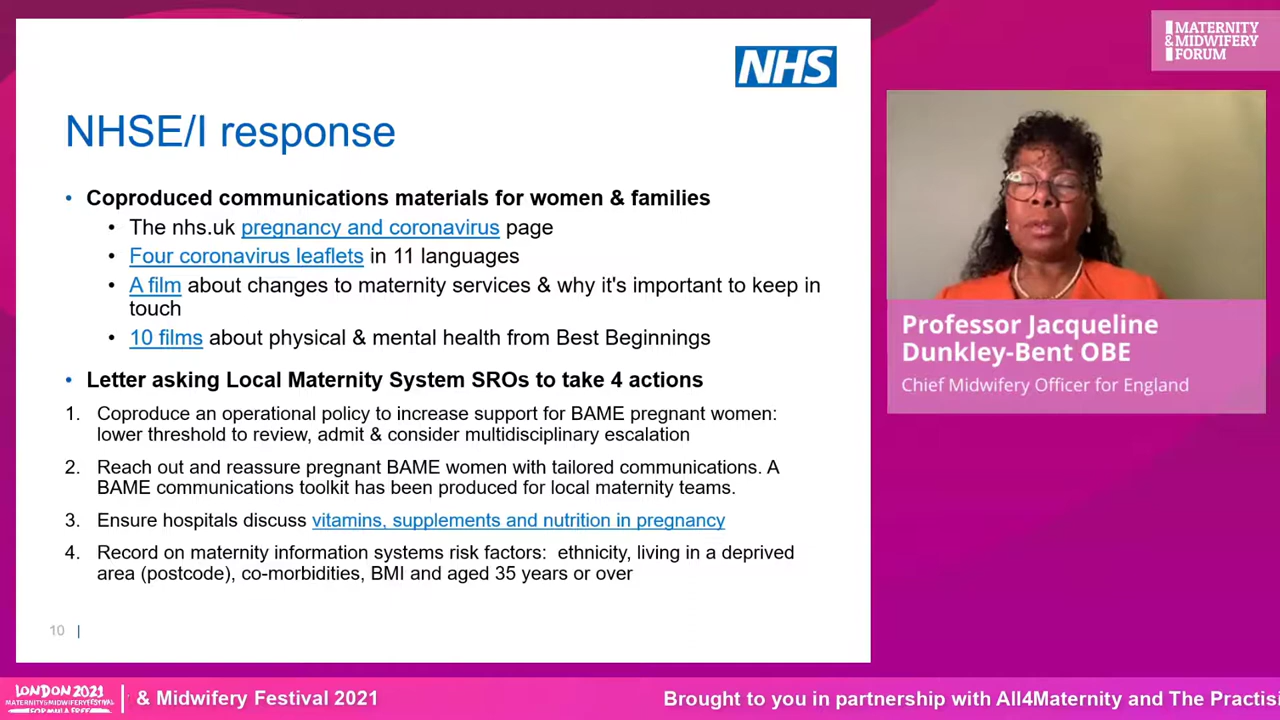 MATERNITY
&MIDWIFERY
FORUM
NHS
NHSE/I response
• Coproduced communications materials for women & families
• The nhs.uk pregnancy and coronavirus page
• Four coronavirus leaflets in 11 languages
• A film about changes to maternity services & why it's important to keep in
touch
• 10 films about physical & mental health from Best Beginnings
• Letter asking Local Maternity System SROs to take 4 actions
1. Coproduce an operational policy to increase support for BAME pregnant women:
lower threshold to review, admit & consider multidisciplinary escalation
2. Reach out and reassure pregnant BAME women with tailored communications. A
BAME communications toolkit has been produced for local maternity teams.
3. Ensure hospitals discuss vitamins, supplements and nutrition in pregnancy
4. Record on maternity information systems risk factors: ethnicity, living in a deprived
area (postcode), co-morbidities, BMI and aged 35 years or over
10 |
Professor Jacqueline
Dunkley-Bent OBE
Chief Midwifery Officer for England
LONDON 2021
MATERNITY&MIDWIFERYFESTIVAL
FORMULA FREE
& Midwifery Festival 2021
Brought to you in partnership with All4Maternity and The Practisi